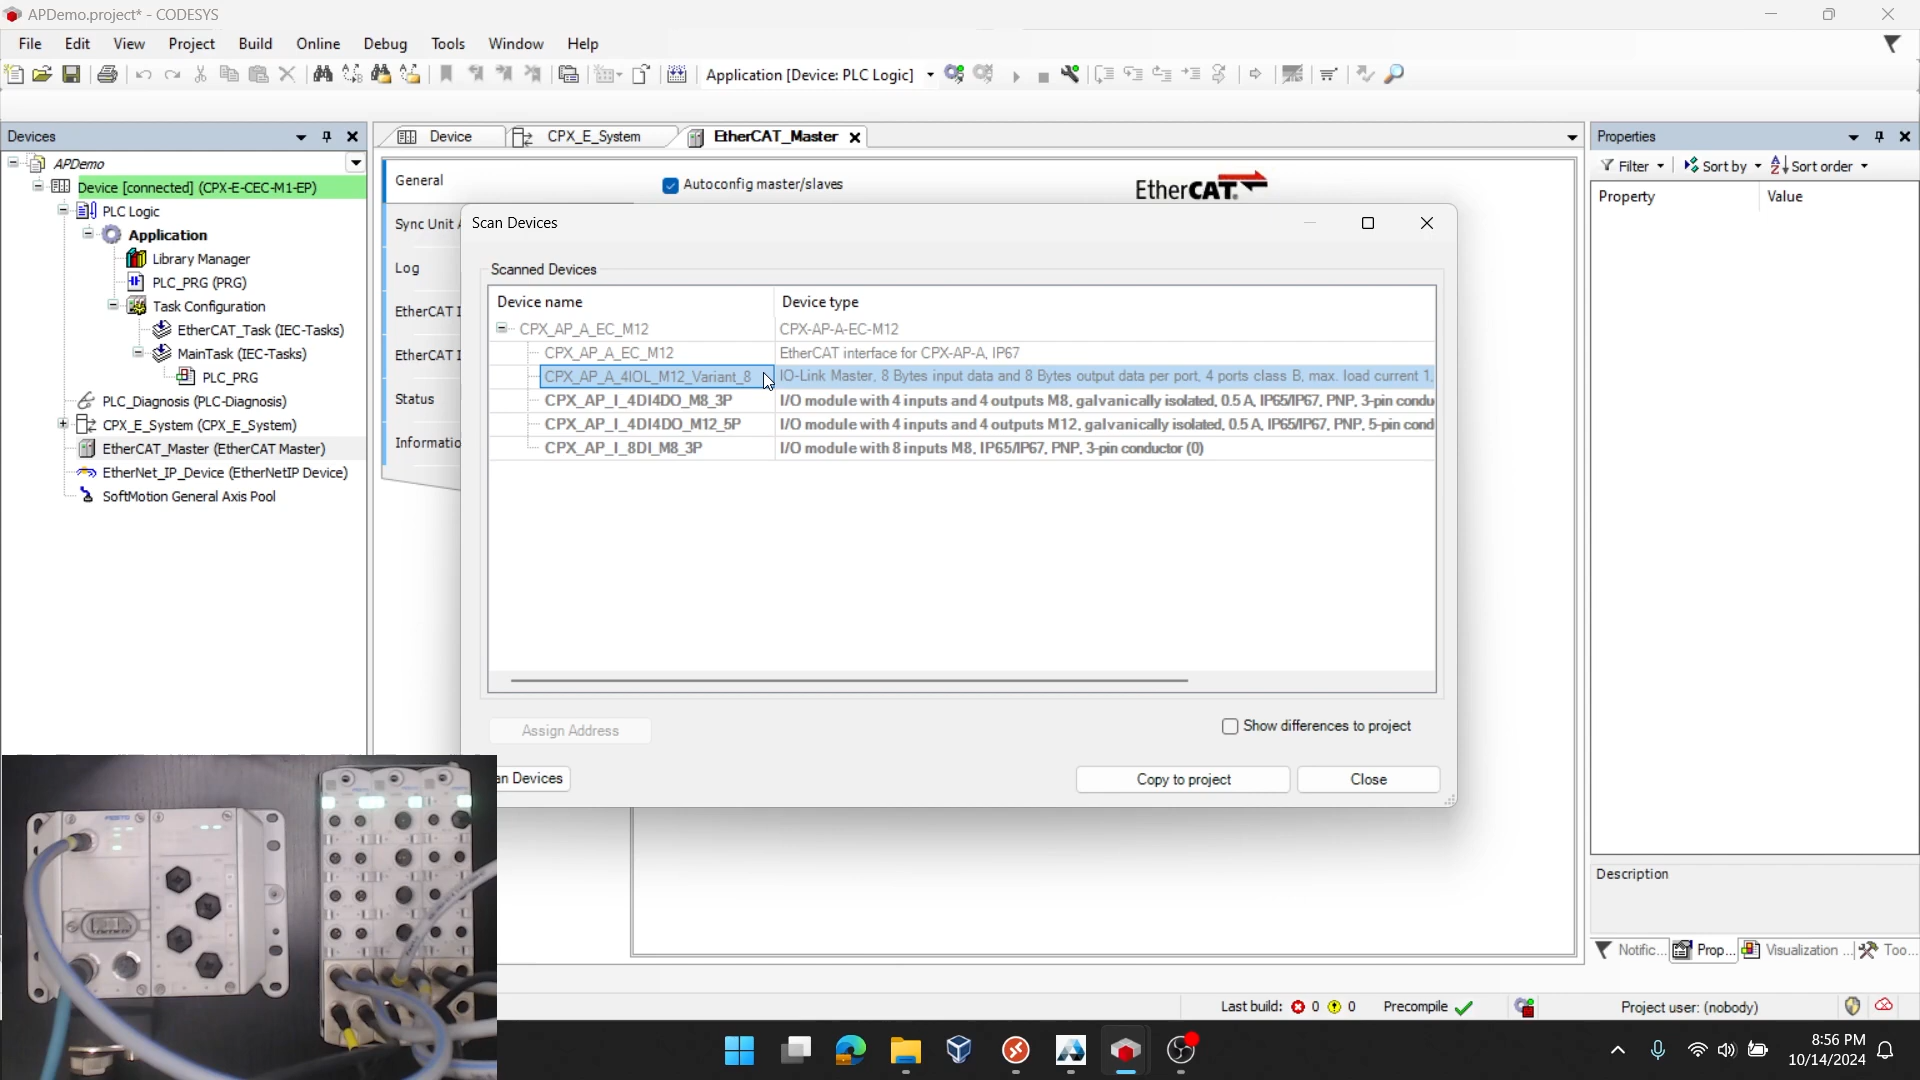 APDemo.project* - CODESYS
File Edit View Project Build Online Debug Tools Window Help
Application [Device: PLC Logic]
Devices
Device
CPX_E_System
EtherCAT_Master
Properties
APDemo
Device [connected] (CPX-E-CEC-M1-EP)
PLC Logic
Application
Library Manager
PLC_PRG (PRG)
Task Configuration
EtherCAT_Task (IEC-Tasks)
MainTask (IEC-Tasks)
PLC_PRG
PLC_Diagnosis (PLC-Diagnosis)
CPX_E_System (CPX_E_System)
EtherCAT_Master (EtherCAT Master)
EtherNet_IP_Device (EtherNetIP Device)
SoftMotion General Axis Pool
General
Sync Unit
Log
EtherCAT
EtherCAT
Status
Informatio
Autoconfig master/slaves
EtherCAT.
Scan Devices
Scanned Devices
Device name Device type
CPX_AP_A_EC_M12 CPX-AP-A-EC-M12
CPX_AP_A_EC_M12 EtherCAT interface for CPX-AP-A, IP67
CPX_AP_A_4IOL_M12_Variant_8 IO-Link Master, 8 Bytes input data and 8 Bytes output data per port, 4 ports class B, max. load current 1,
CPX_AP_I_4DI4DO_M8_3P I/O module with 4 inputs and 4 outputs M8, galvanically isolated, 0.5 A, IP65/IP67, PNP, 3-pin condu
CPX_AP_I_4DI4DO_M12_5P I/O module with 4 inputs and 4 outputs M12, galvanically isolated, 0.5 A, IP65/IP67, PNP, 5-pin cond
CPX_AP_I_8DI_M8_3P I/O module with 8 inputs M8, IP65/IP67, PNP, 3-pin conductor (0)
Assign Address
Show differences to project
an Devices
Copy to project
Close
Filter Sort by Sort order
Property Value
Description
Notific... Prop... Visualization ... Too...
Last build: 0 0 Precompile
Project user: (nobody)
FESTO
8:56 PM
10/14/2024